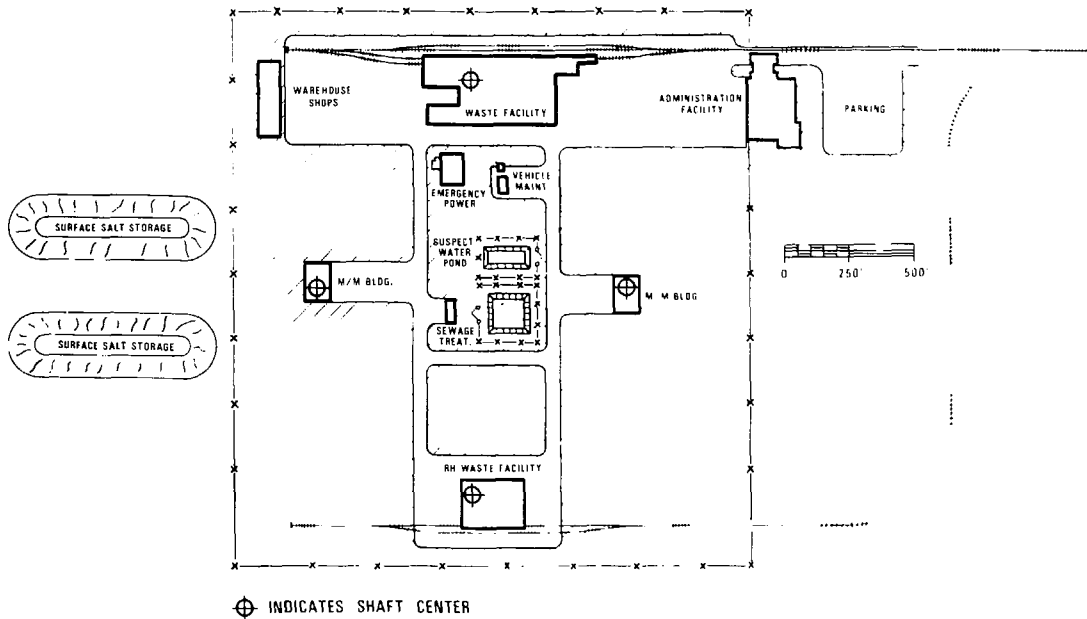 WAREHOUSE
SHOPS
WASTE FACILITY
ADMINISTRATION
FACILITY
PARKING
EMERGENCY
POWER
VEHICLE
MAINT
SURFACE SALT STORAGE
SUSPECT
WATER
POND
0 250' 500'
M/M BLDG.
M M BLDG
SEWAGE
TREAT.
SURFACE SALT STORAGE
RH WASTE FACILITY
INDICATES SHAFT CENTER